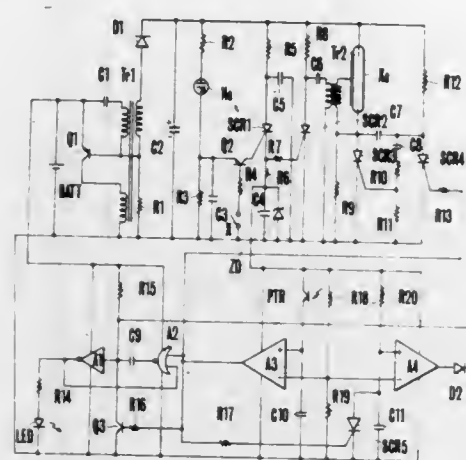 D1
R2
R5
R8
Tr2
C1
Tr1
C6
Xe
R12
Ne
C5
C7
SCR1
SCR2
C8
Q1
C2
Q2
R7
SCR3
SCR4
BATT
R4
R6
R10
R1
R3
C3
C4
R9
R11
R13
X
ZD
PTR
R18
R20
R15
C9
A2
A1
A3
A4
R14
R16
R19
D2
LED
Q3
R17
C10
C11
SCR5